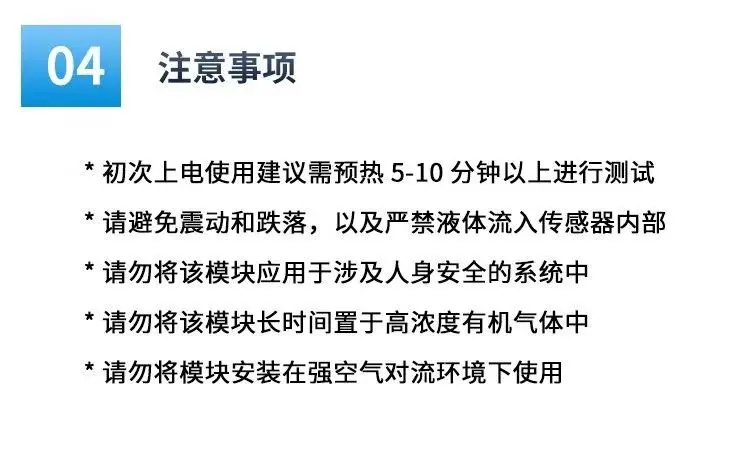 04 注意事项
* 初次上电使用建议需预热 5-10 分钟以上进行测试
* 请避免震动和跌落，以及严禁液体流入传感器内部
* 请勿将该模块应用于涉及人身安全的系统中
* 请勿将该模块长时间置于高浓度有机气体中
* 请勿将模块安装在强空气对流环境下使用